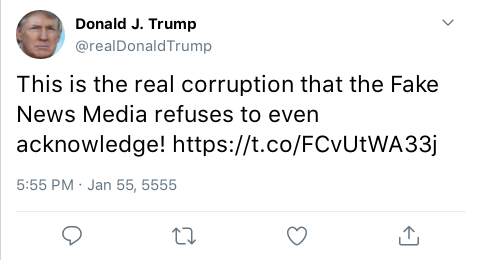 Donald J. Trump
@realDonaldTrump
This is the real corruption that the Fake
News Media refuses to even
acknowledge! https://t.co/FCvUtWA33j
5:55 PM · Jan 55, 5555